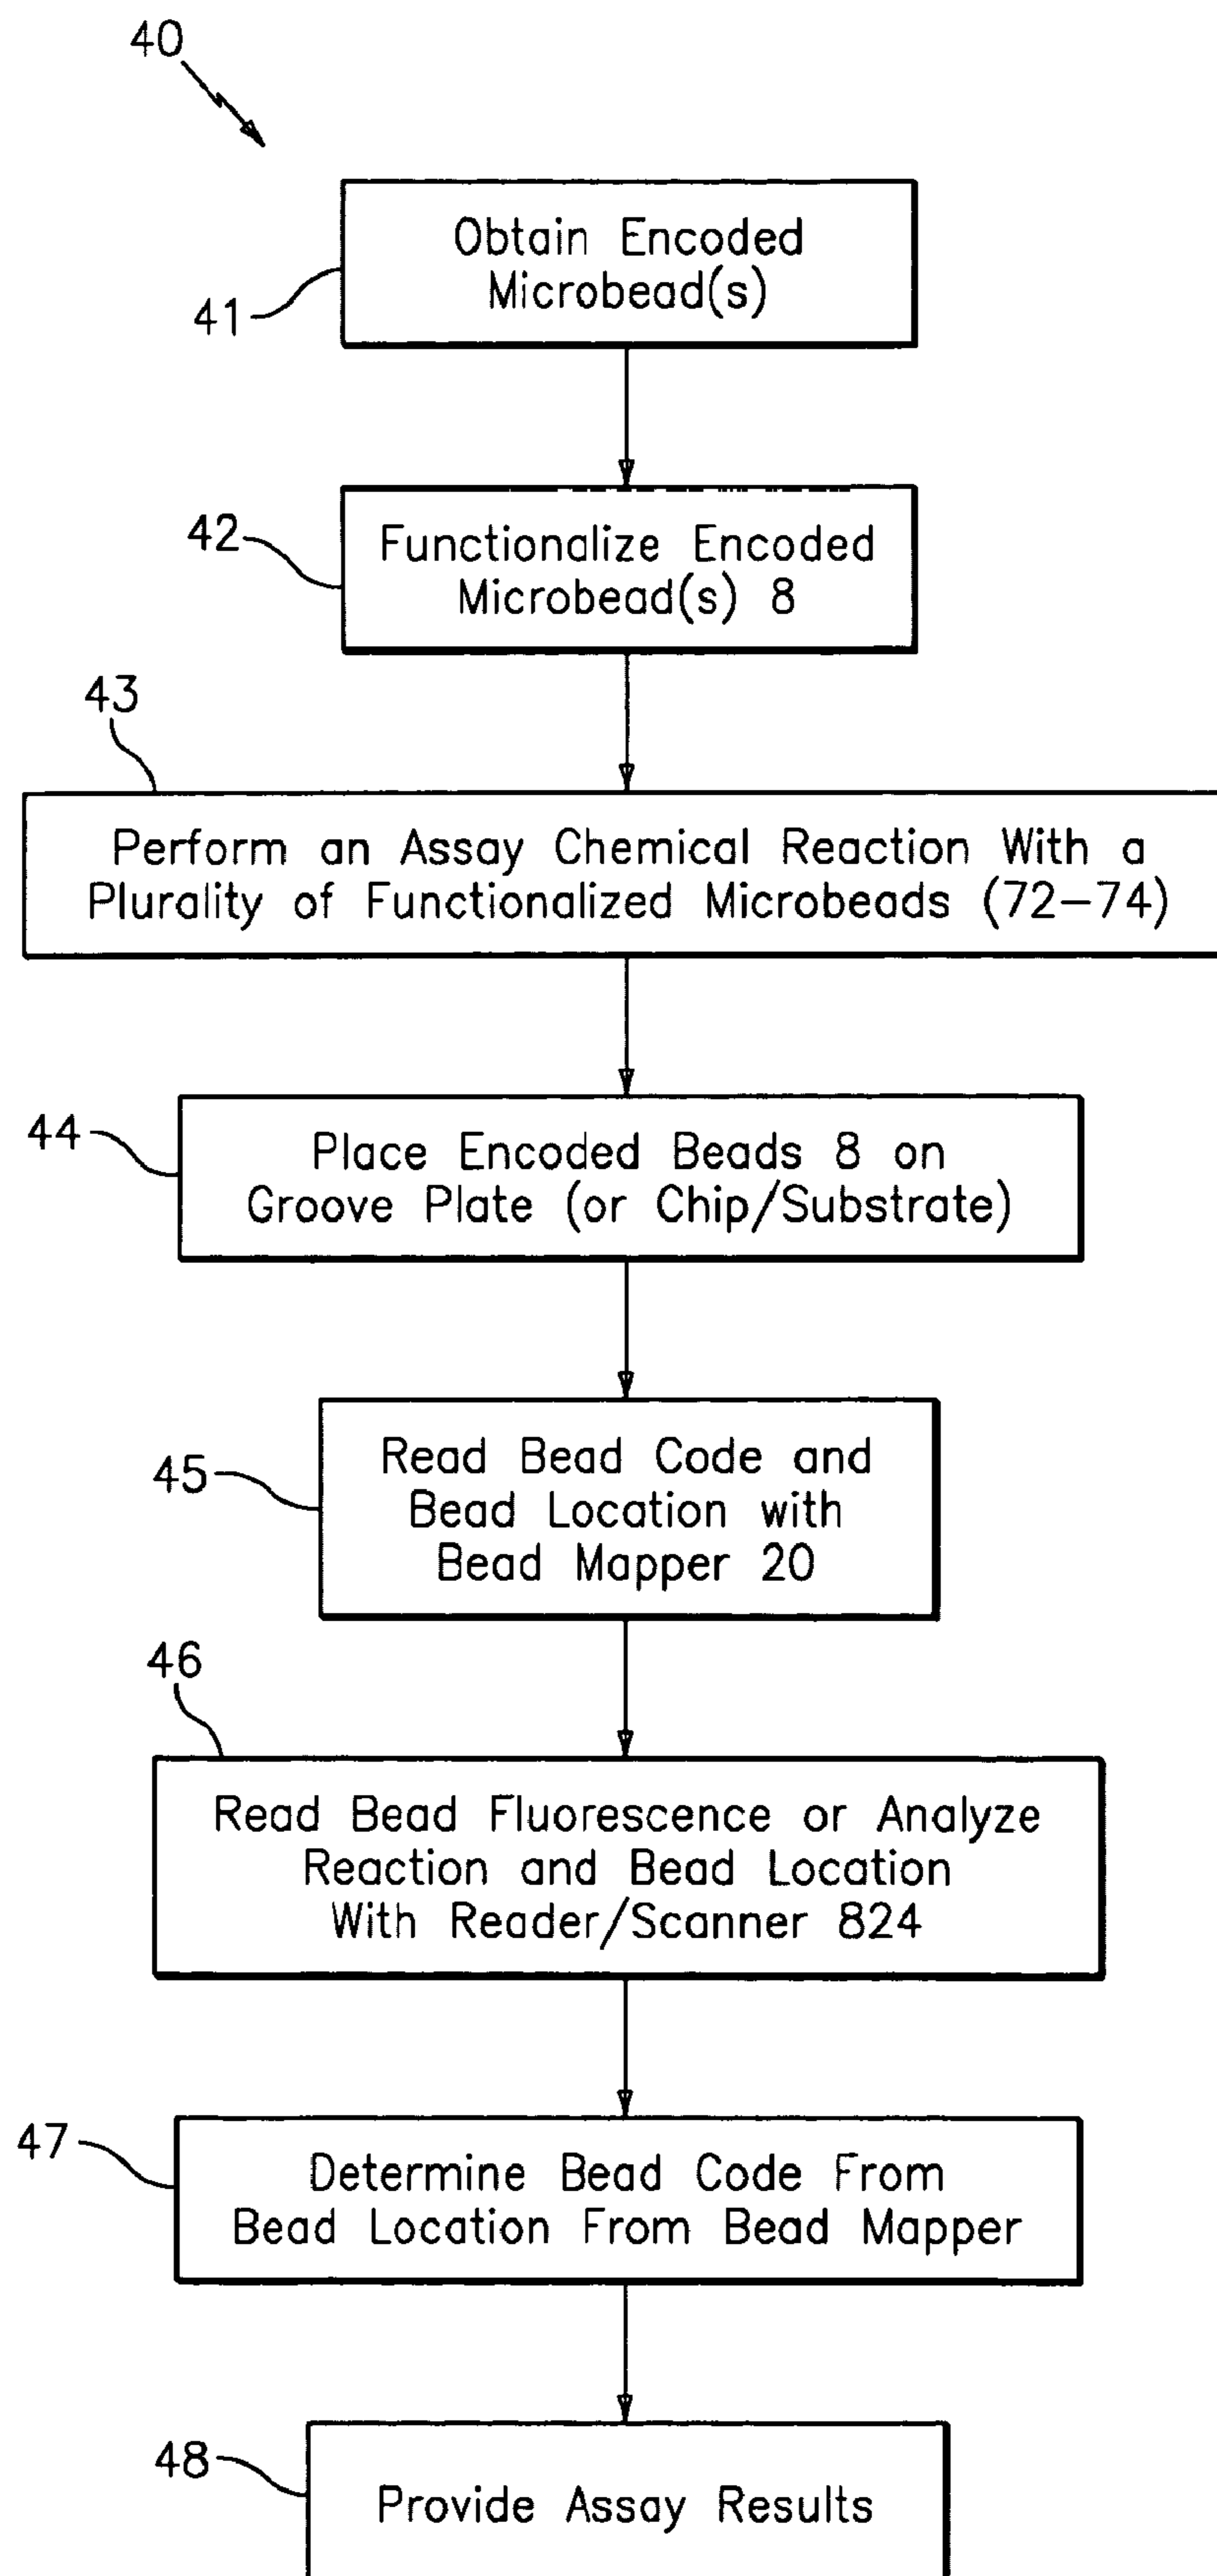 40
Obtain Encoded
Microbead(s)
41
42
Functionalize Encoded
Microbead(s) 8
43
Perform an Assay Chemical Reaction With a
Plurality of Functionalized Microbeads (72–74)
44
Place Encoded Beads 8 on
Groove Plate (or Chip/Substrate)
45
Read Bead Code and
Bead Location with
Bead Mapper 20
46
Read Bead Fluorescence or Analyze
Reaction and Bead Location
With Reader/Scanner 824
47
Determine Bead Code From
Bead Location From Bead Mapper
48
Provide Assay Results